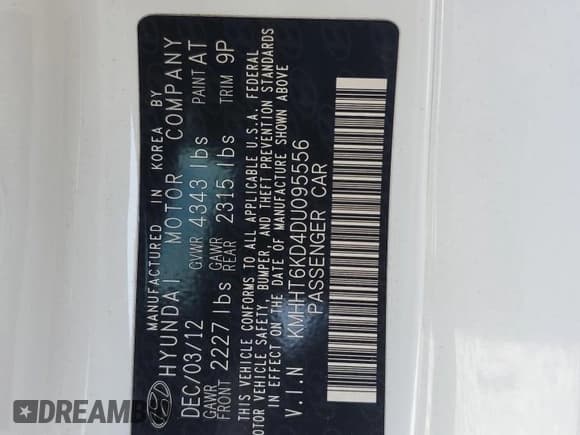 MANUFACTURED IN KOREA BY
HYUNDAI MOTOR COMPANY
DEC/03/12 GVWR 4343 lbs PAINT AT
GAWR FRONT 2227 lbs GAWR REAR 2315 lbs TRIM 9P
THIS VEHICLE CONFORMS TO ALL APPLICABLE U.S.A. FEDERAL
MOTOR VEHICLE SAFETY, BUMPER, AND THEFT PREVENTION STANDARDS
IN EFFECT ON THE DATE OF MANUFACTURE SHOWN ABOVE
V.I.N KMHHT6KD4DU095556
PASSENGER CAR